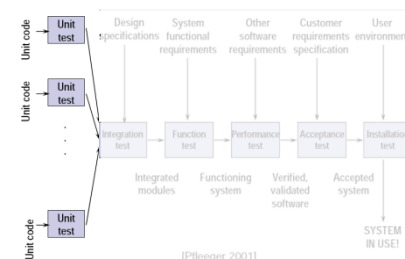 Unit code
Unit
test
Unit code
Unit
test
.
.
.
Unit code
Unit
test
Design
specifications
System
functional
requirements
Other
software
requirements
Customer
requirements
specification
User
environment
Integration
test
Function
test
Performance
test
Acceptance
test
Installation
test
Integrated
modules
Functioning
system
Verified,
validated
software
Accepted
system
SYSTEM
IN USE!
[Pfleeger 2001]